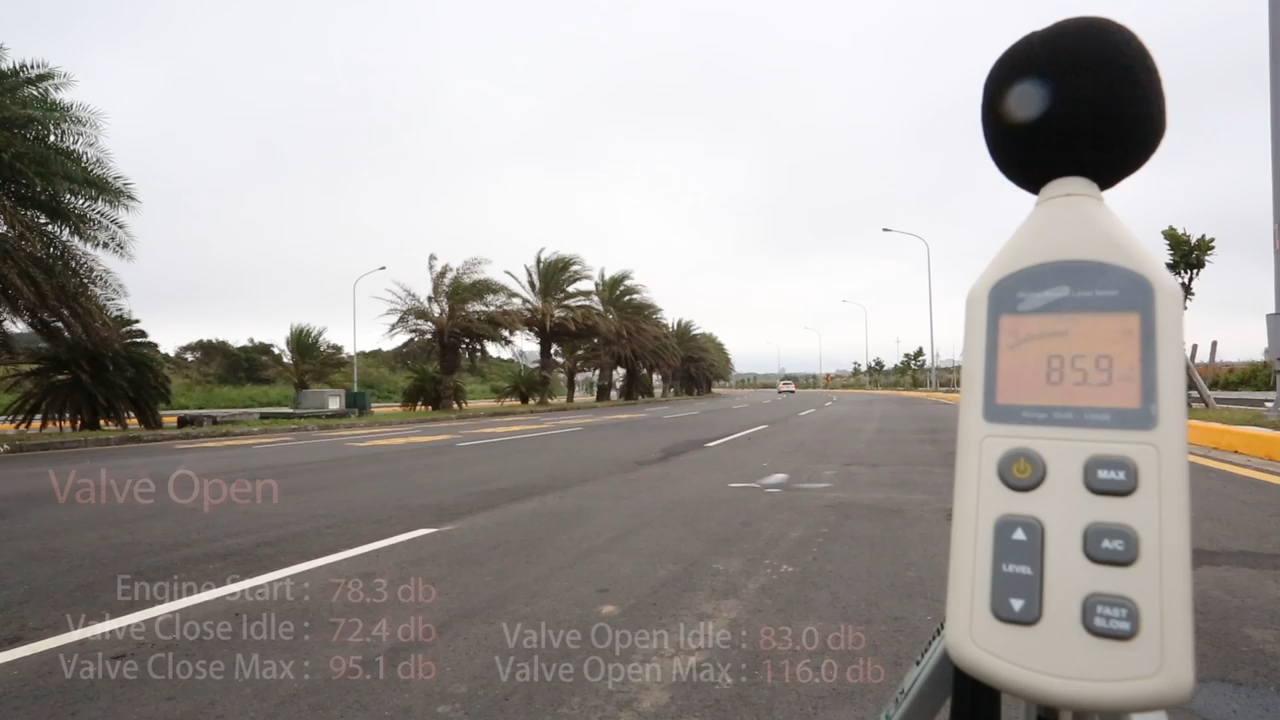 85.9
MAX
A/C
LEVEL
FAST
SLOW
Valve Open
Engine Start : 78.3 db
Valve Close Idle : 72.4 db
Valve Close Max : 95.1 db
Valve Open Idle : 83.0 db
Valve Open Max : 116.0 db